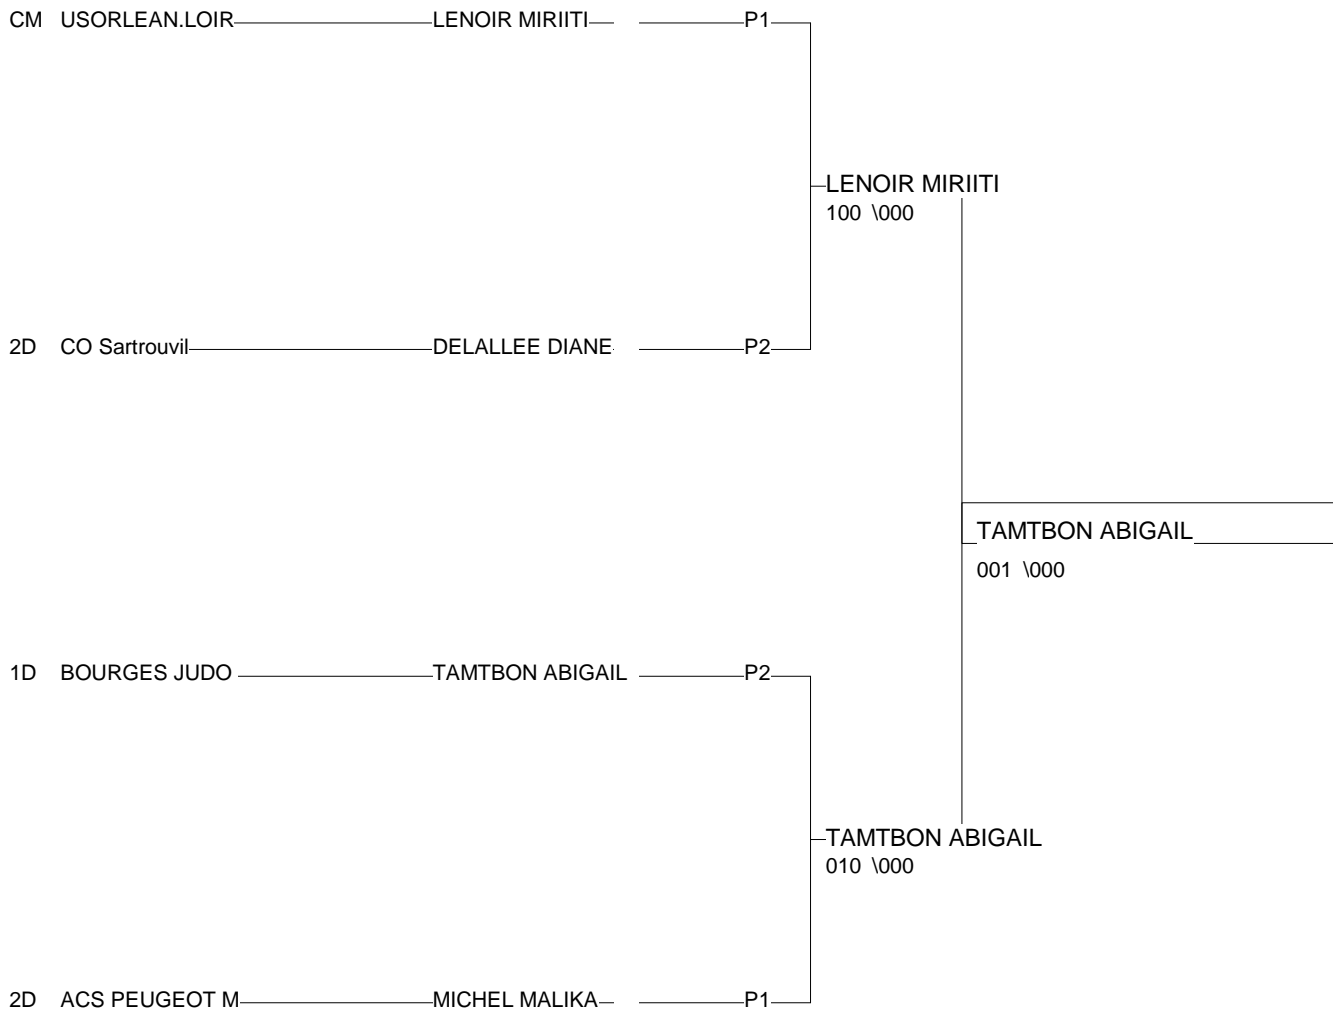 CM USORLEAN.LOIR LENOIR MIRIITI P1
LENOIR MIRIITI
100 \000
2D CO Sartrouvil DELALLEE DIANE P2
TAMTBON ABIGAIL
001 \000
1D BOURGES JUDO TAMTBON ABIGAIL P2
TAMTBON ABIGAIL
010 \000
2D ACS PEUGEOT M MICHEL MALIKA P1